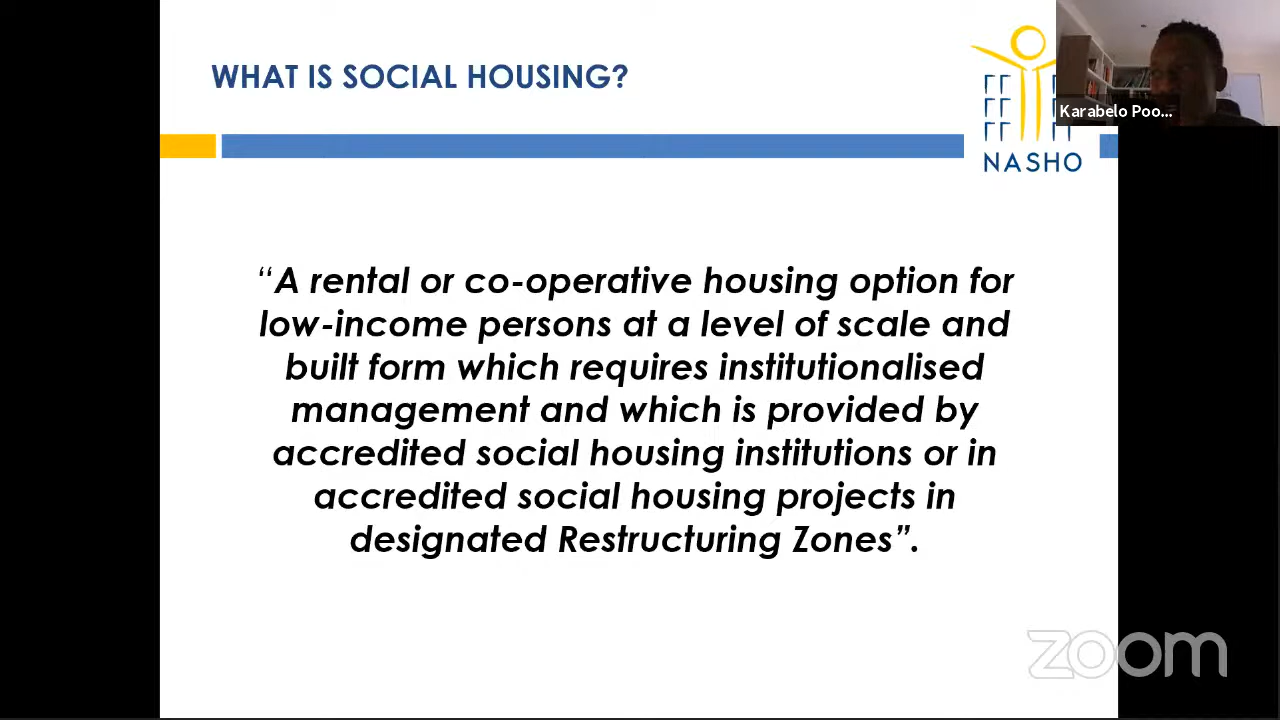 WHAT IS SOCIAL HOUSING?
NASHO
Karabelo Poo...
“A rental or co-operative housing option for
low-income persons at a level of scale and
built form which requires institutionalised
management and which is provided by
accredited social housing institutions or in
accredited social housing projects in
designated Restructuring Zones”.
zoom